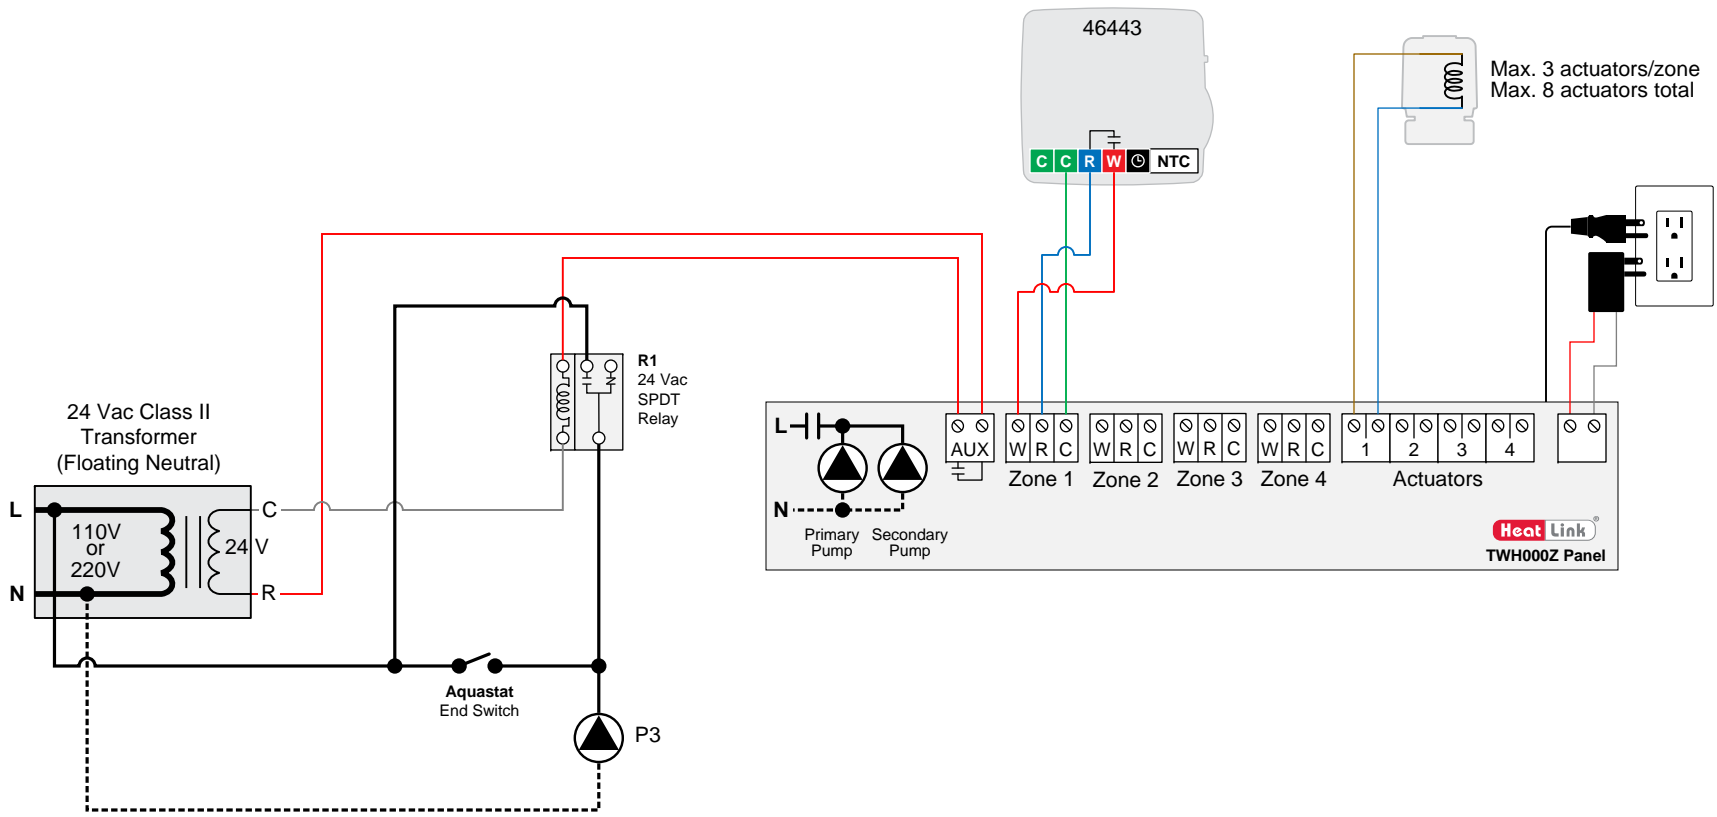 46443
C C R W NTC
Max. 3 actuators/zone
Max. 8 actuators total
R1
24 Vac
SPDT
Relay
24 Vac Class II
Transformer
(Floating Neutral)
L
110V
or
220V
N
24 V
C
R
Aquastat
End Switch
P3
L
N
Primary
Pump
Secondary
Pump
AUX
W R C
Zone 1
W R C
Zone 2
W R C
Zone 3
W R C
Zone 4
1 2 3 4
Actuators
Heat Link®
TWH000Z Panel